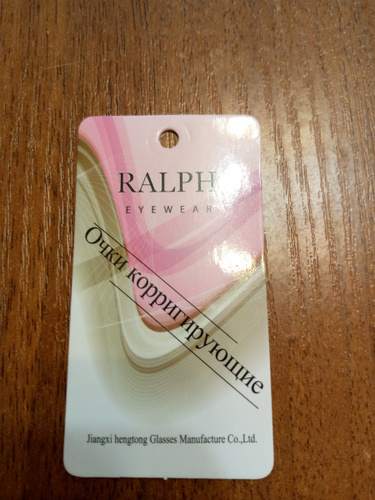 RALPH
EYEWEAR
Очки корригирующие
Jiangxi hengtong Glasses Manufacture Co.,Ltd.